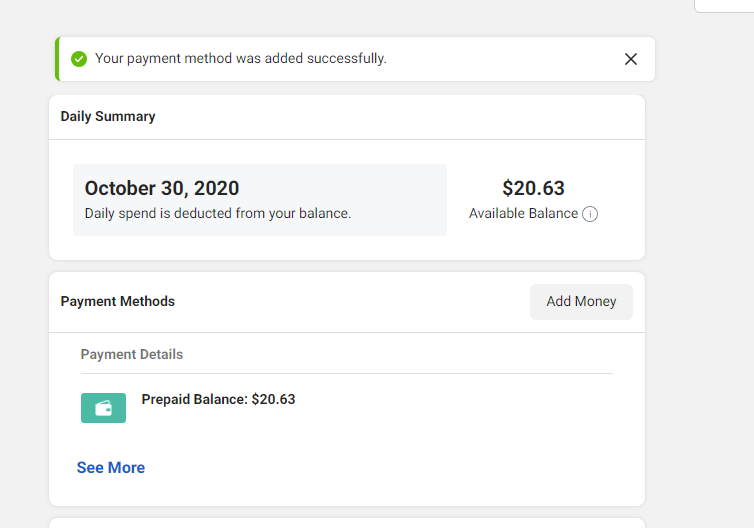 Your payment method was added successfully.
Daily Summary
October 30, 2020
Daily spend is deducted from your balance.
$20.63
Available Balance
Payment Methods
Add Money
Payment Details
Prepaid Balance: $20.63
See More